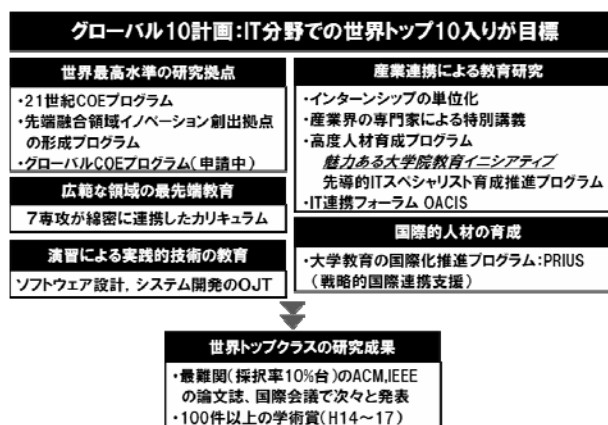 グローバル10計画:IT分野での世界トップ10入りが目標
世界最高水準の研究拠点
・21世紀COEプログラム
・先端融合領域イノベーション創出拠点
の形成プログラム
・グローバルCOEプログラム(申請中)
広範な領域の最先端教育
7専攻が綿密に連携したカリキュラム
演習による実践的技術の教育
ソフトウェア設計, システム開発のOJT
産業連携による教育研究
・インターンシップの単位化
・産業界の専門家による特別講義
・高度人材育成プログラム
魅力ある大学院教育イニシアティブ
先導的ITスペシャリスト育成推進プログラム
・IT連携フォーラム OACIS
国際的人材の育成
・大学教育の国際化推進プログラム:PRIUS
(戦略的国際連携支援)
世界トップクラスの研究成果
・最難関(採択率10%台)のACM,IEEE
の論文誌、国際会議で次々と発表
・100件以上の学術賞(H14~17)